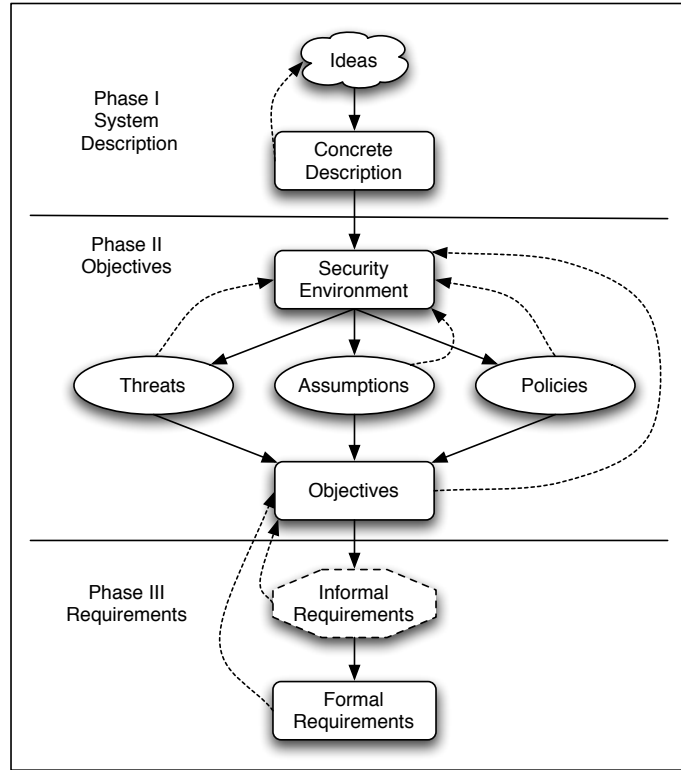 Ideas
Phase I
System
Description
Concrete
Description
Phase II
Objectives
Security
Environment
Threats
Assumptions
Policies
Objectives
Phase III
Requirements
Informal
Requirements
Formal
Requirements